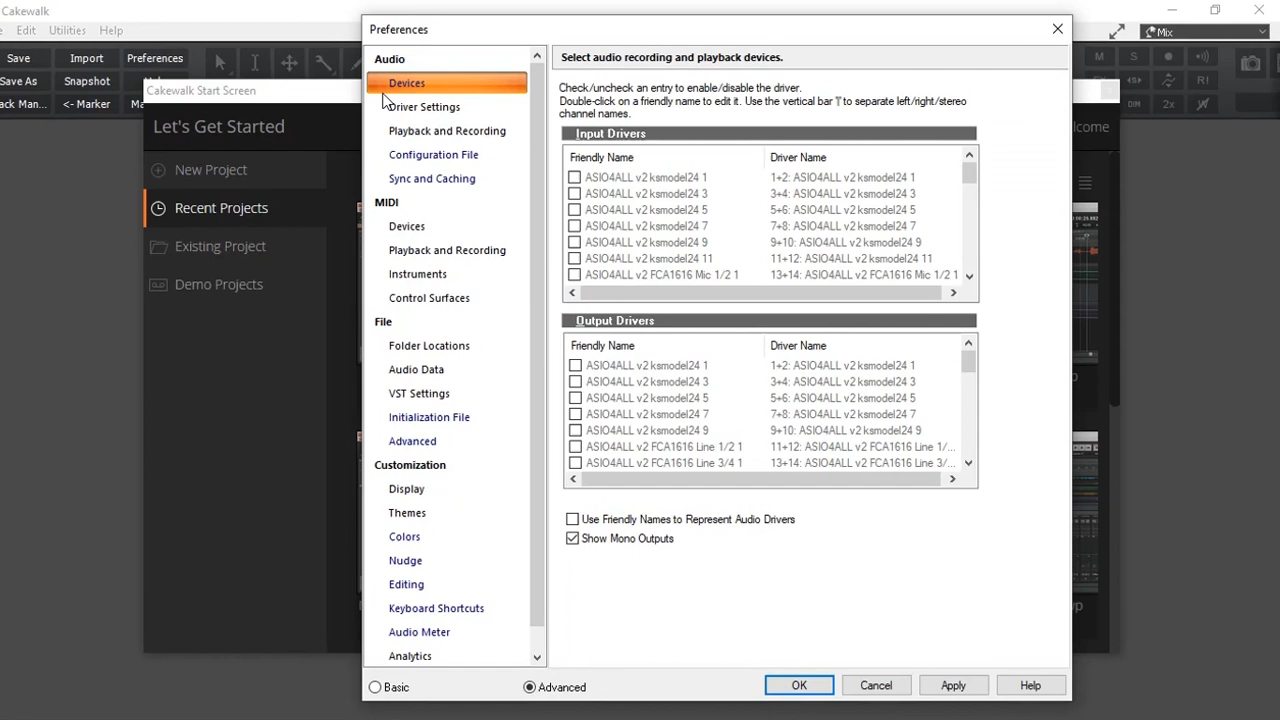 Cakewalk
Edit
Utilities
Help
Save
Import
Preferences
Save As
Snapshot
<- Marker
Cakewalk Start Screen
Let's Get Started
New Project
Recent Projects
Existing Project
Demo Projects
Preferences
Audio
Devices
Driver Settings
Playback and Recording
Configuration File
Sync and Caching
MIDI
Devices
Playback and Recording
Instruments
Control Surfaces
File
Folder Locations
Audio Data
VST Settings
Initialization File
Advanced
Customization
Display
Themes
Colors
Nudge
Editing
Keyboard Shortcuts
Audio Meter
Analytics
Basic
Advanced
Select audio recording and playback devices.
Check/uncheck an entry to enable/disable the driver.
Double-click on a friendly name to edit it. Use the vertical bar '|' to separate left/right/stereo
channel names.
Input Drivers
Friendly Name Driver Name
ASIO4ALL v2 ksmodel24 1 1+2: ASIO4ALL v2 ksmodel24 1
ASIO4ALL v2 ksmodel24 3 3+4: ASIO4ALL v2 ksmodel24 3
ASIO4ALL v2 ksmodel24 5 5+6: ASIO4ALL v2 ksmodel24 5
ASIO4ALL v2 ksmodel24 7 7+8: ASIO4ALL v2 ksmodel24 7
ASIO4ALL v2 ksmodel24 9 9+10: ASIO4ALL v2 ksmodel24 9
ASIO4ALL v2 ksmodel24 11 11+12: ASIO4ALL v2 ksmodel24 11
ASIO4ALL v2 FCA1616 Mic 1/2 1 13+14: ASIO4ALL v2 FCA1616 Mic 1/2 1
Output Drivers
Friendly Name Driver Name
ASIO4ALL v2 ksmodel24 1 1+2: ASIO4ALL v2 ksmodel24 1
ASIO4ALL v2 ksmodel24 3 3+4: ASIO4ALL v2 ksmodel24 3
ASIO4ALL v2 ksmodel24 5 5+6: ASIO4ALL v2 ksmodel24 5
ASIO4ALL v2 ksmodel24 7 7+8: ASIO4ALL v2 ksmodel24 7
ASIO4ALL v2 ksmodel24 9 9+10: ASIO4ALL v2 ksmodel24 9
ASIO4ALL v2 FCA1616 Line 1/2 1 11+12: ASIO4ALL v2 FCA1616 Line 1/...
ASIO4ALL v2 FCA1616 Line 3/4 1 13+14: ASIO4ALL v2 FCA1616 Line 3/...
Use Friendly Names to Represent Audio Drivers
Show Mono Outputs
OK
Cancel
Apply
Help
Mix
M
S
RI
DIM
2x